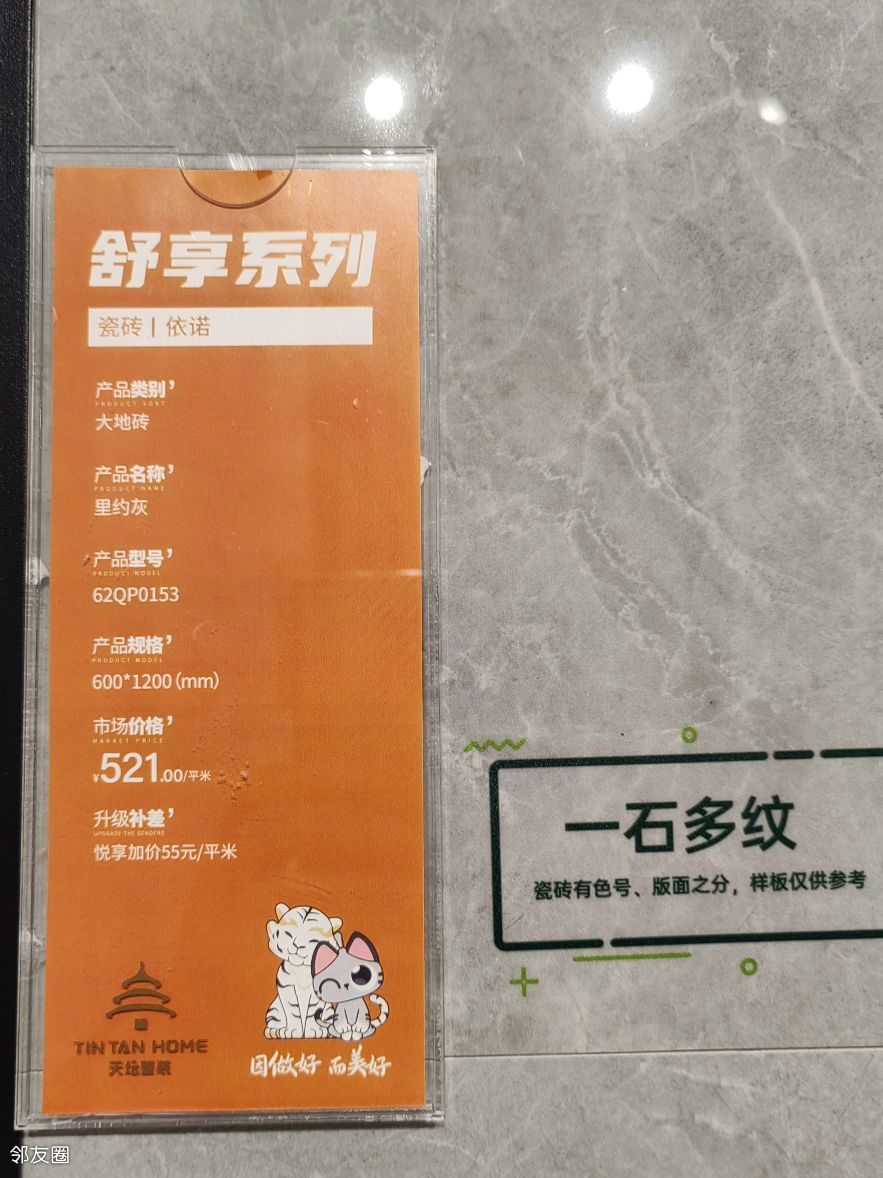 舒享系列
瓷砖 | 依诺
产品类别’
PRODUCT SORT
大地砖
产品名称’
PRODUCT NAME
里约灰
产品型号’
PRODUCT MODEL
62QP0153
产品规格’
PRODUCT MODEL
600*1200(mm)
市场价格’
MARKET PRICE
¥521.00/平米
升级补差’
UPGRADE THE SENDERS
悦享加价55元/平米
TIN TAN HOME
天坛整装
因做好 而美好
一石多纹
瓷砖有色号、版面之分，样板仅供参考
邻友圈